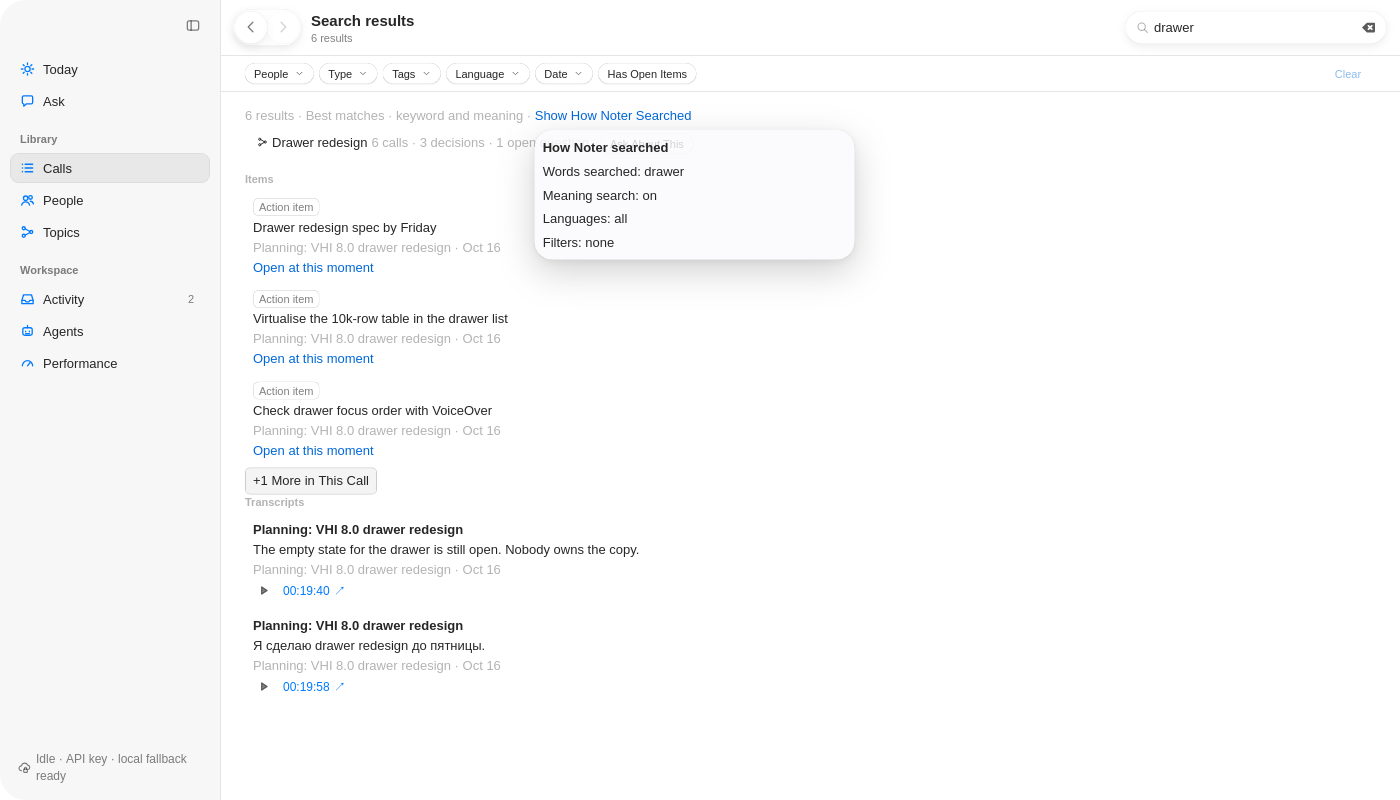 Search results
6 results
drawer
Today
Ask
Library
Calls
People
Topics
Workspace
Activity 2
Agents
Performance
Idle · API key · local fallback
ready
People Type Tags Language Date Has Open Items Clear
6 results · Best matches · keyword and meaning · Show How Noter Searched
Drawer redesign 6 calls · 3 decisions · 1 open
How Noter searched
Words searched: drawer
Meaning search: on
Languages: all
Filters: none
Items
Action item
Drawer redesign spec by Friday
Planning: VHI 8.0 drawer redesign · Oct 16
Open at this moment
Action item
Virtualise the 10k-row table in the drawer list
Planning: VHI 8.0 drawer redesign · Oct 16
Open at this moment
Action item
Check drawer focus order with VoiceOver
Planning: VHI 8.0 drawer redesign · Oct 16
Open at this moment
+1 More in This Call
Transcripts
Planning: VHI 8.0 drawer redesign
The empty state for the drawer is still open. Nobody owns the copy.
Planning: VHI 8.0 drawer redesign · Oct 16
00:19:40
Planning: VHI 8.0 drawer redesign
Я сделаю drawer redesign до пятницы.
Planning: VHI 8.0 drawer redesign · Oct 16
00:19:58